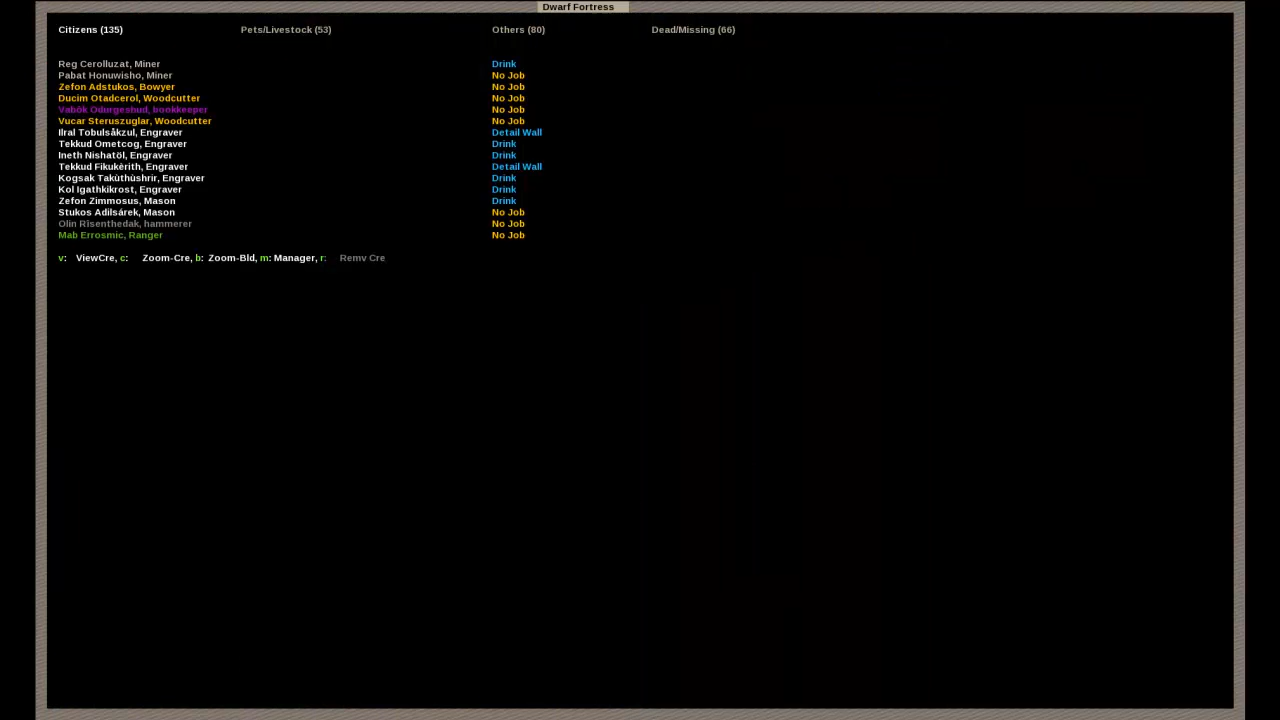 Dwarf Fortress
Citizens (135) Pets/Livestock (53) Others (80) Dead/Missing (66)
Reg Cerolluzat, Miner Drink
Pabat Honuwisho, Miner No Job
Zefon Adstukos, Bowyer No Job
Ducim Otadcerol, Woodcutter No Job
Vabôk Odurgeshud, bookkeeper No Job
Vucar Steruszuglar, Woodcutter No Job
Ilral Tobulsåkzul, Engraver Detail Wall
Tekkud Ometcog, Engraver Drink
Ineth Nishatöl, Engraver Drink
Tekkud Fikukèrith, Engraver Detail Wall
Kogsak Takùthùshrir, Engraver Drink
Kol Igathkikrost, Engraver Drink
Zefon Zimmosus, Mason Drink
Stukos Adilsárek, Mason No Job
Olin Rîsenthedak, hammerer No Job
Mab Errosmic, Ranger No Job
v: ViewCre, c: Zoom-Cre, b: Zoom-Bld, m: Manager, r: Remv Cre